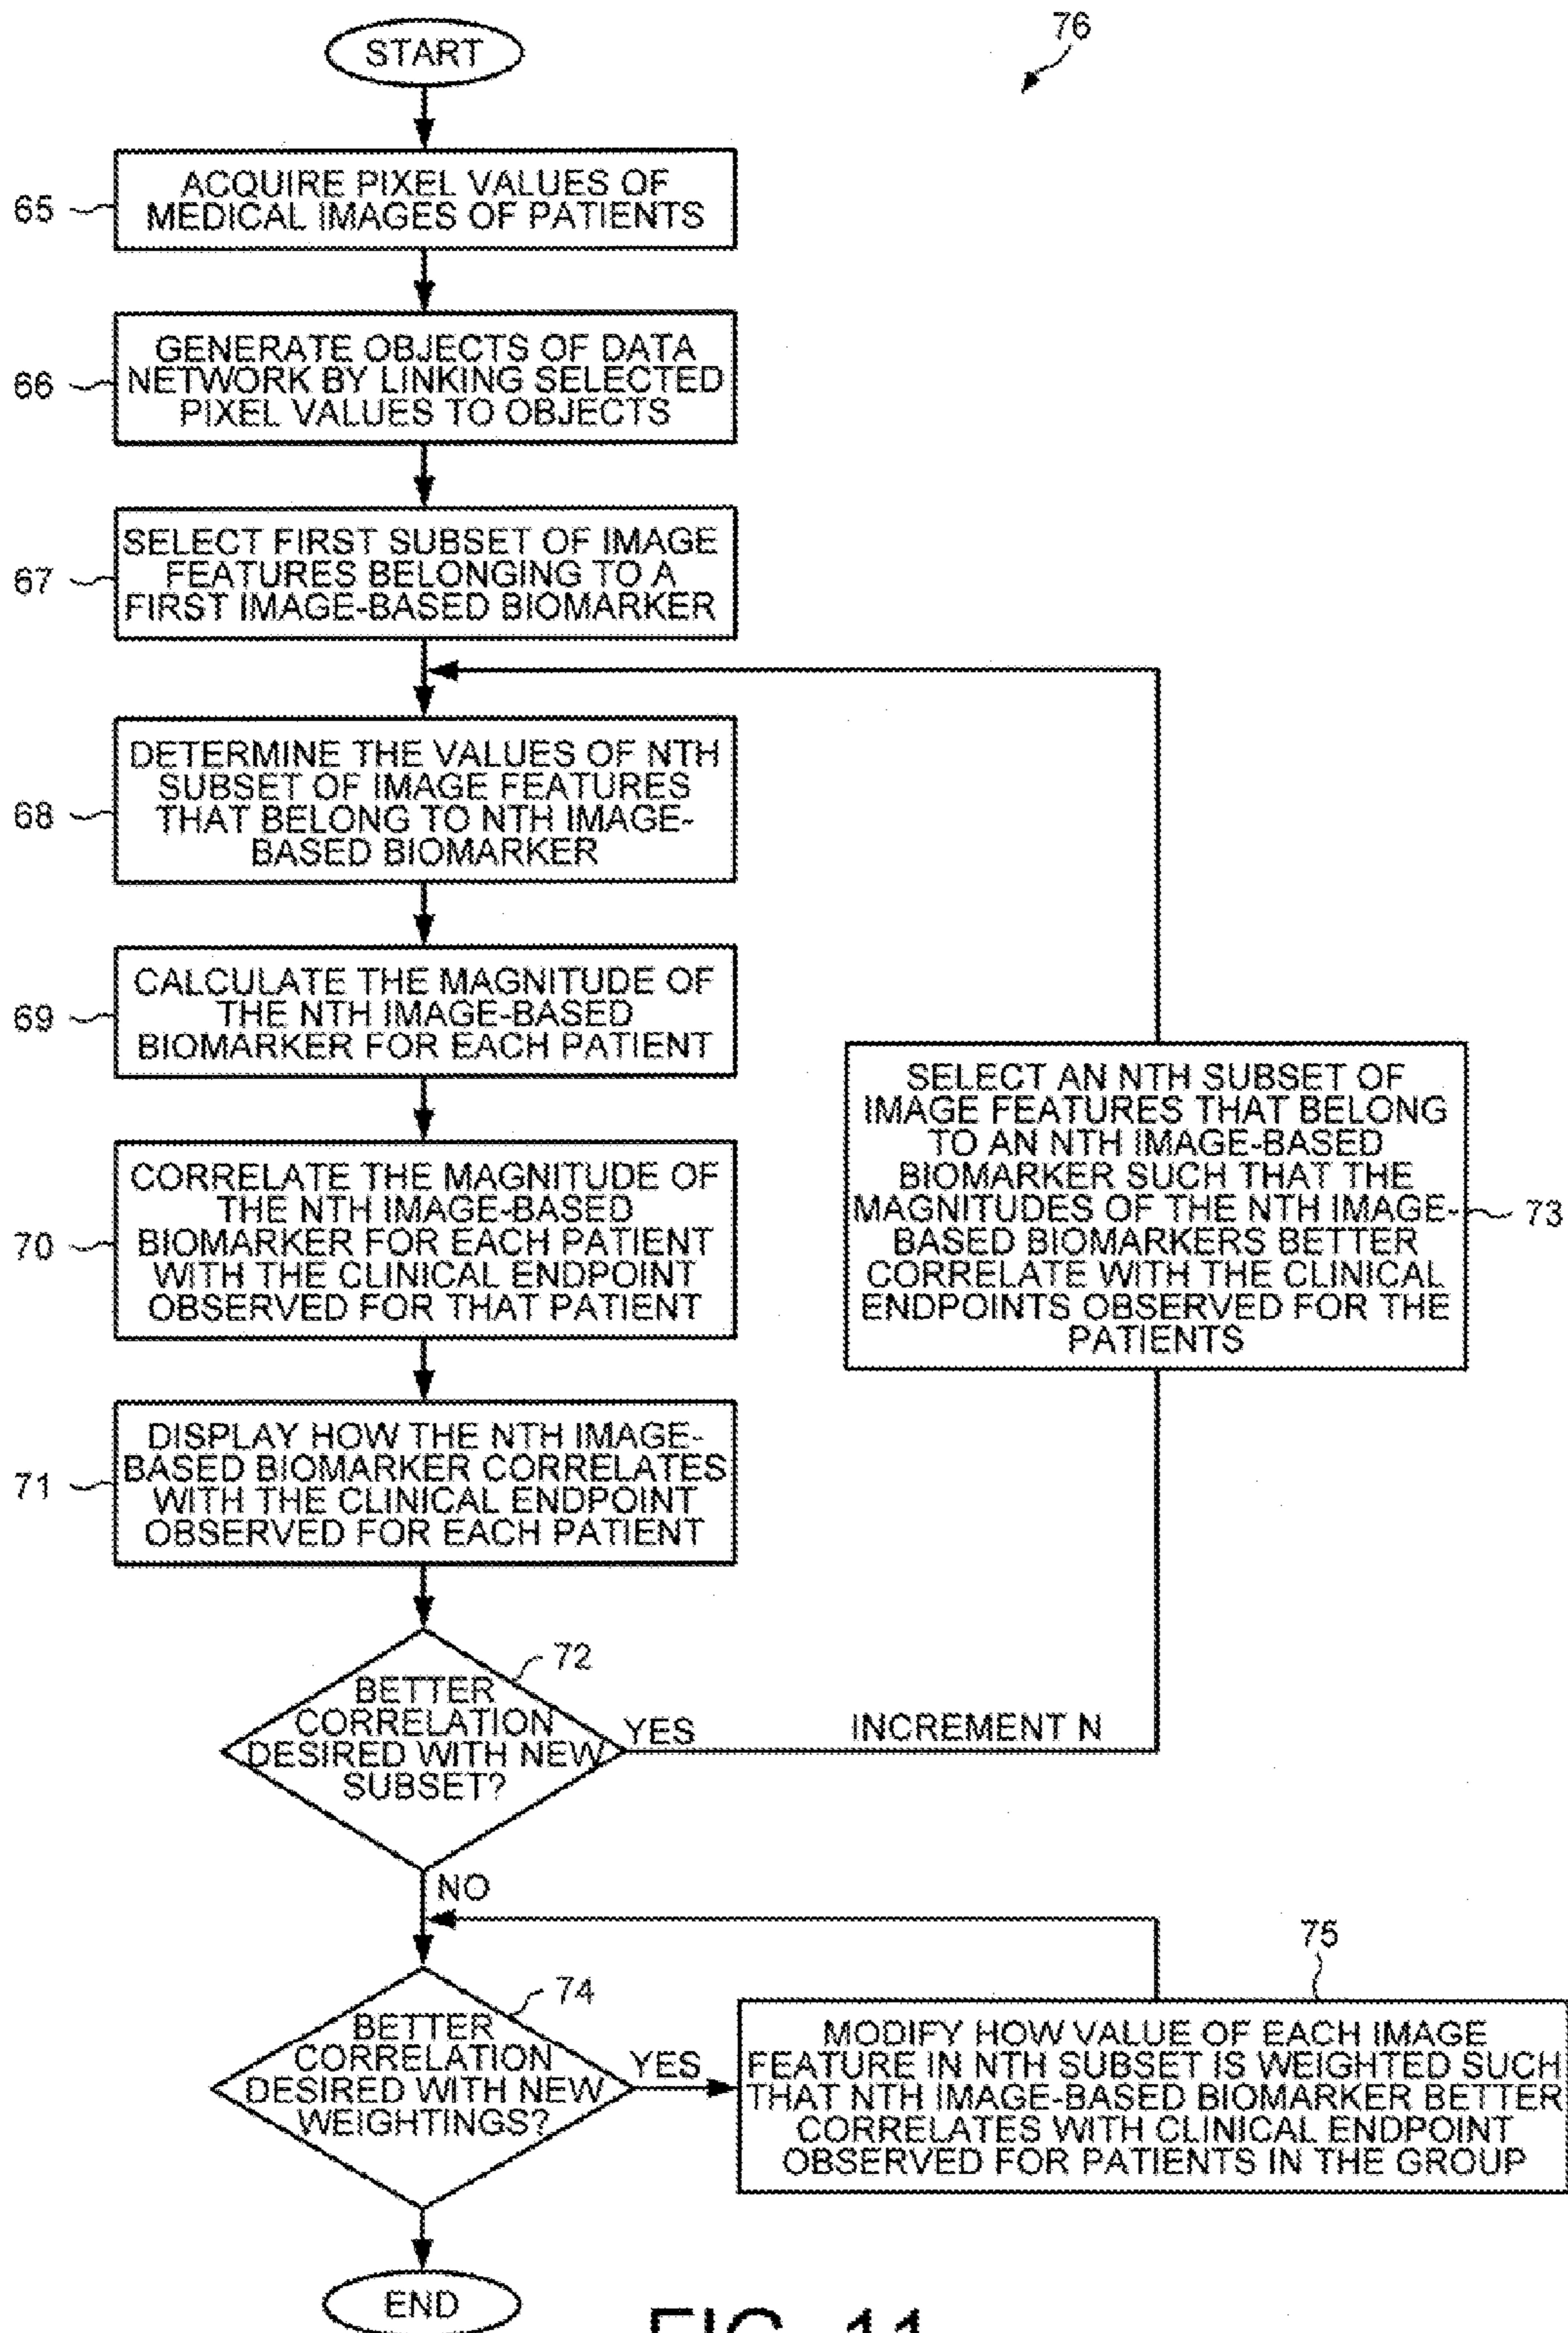 START
76
65
ACQUIRE PIXEL VALUES OF
MEDICAL IMAGES OF PATIENTS
66
GENERATE OBJECTS OF DATA
NETWORK BY LINKING SELECTED
PIXEL VALUES TO OBJECTS
67
SELECT FIRST SUBSET OF IMAGE
FEATURES BELONGING TO A
FIRST IMAGE-BASED BIOMARKER
68
DETERMINE THE VALUES OF NTH
SUBSET OF IMAGE FEATURES
THAT BELONG TO NTH IMAGE-
BASED BIOMARKER
69
CALCULATE THE MAGNITUDE OF
THE NTH IMAGE-BASED
BIOMARKER FOR EACH PATIENT
70
CORRELATE THE MAGNITUDE OF
THE NTH IMAGE-BASED
BIOMARKER FOR EACH PATIENT
WITH THE CLINICAL ENDPOINT
OBSERVED FOR THAT PATIENT
SELECT AN NTH SUBSET OF
IMAGE FEATURES THAT BELONG
TO AN NTH IMAGE-BASED
BIOMARKER SUCH THAT THE
MAGNITUDES OF THE NTH IMAGE-
BASED BIOMARKERS BETTER
CORRELATE WITH THE CLINICAL
ENDPOINTS OBSERVED FOR THE
PATIENTS
73
71
DISPLAY HOW THE NTH IMAGE-
BASED BIOMARKER CORRELATES
WITH THE CLINICAL ENDPOINT
OBSERVED FOR EACH PATIENT
72
BETTER
CORRELATION
DESIRED WITH NEW
SUBSET?
YES
INCREMENT N
NO
74
BETTER
CORRELATION
DESIRED WITH NEW
WEIGHTINGS?
YES
75
MODIFY HOW VALUE OF EACH IMAGE
FEATURE IN NTH SUBSET IS WEIGHTED SUCH
THAT NTH IMAGE-BASED BIOMARKER BETTER
CORRELATES WITH CLINICAL ENDPOINT
OBSERVED FOR PATIENTS IN THE GROUP
END
FIG. 11